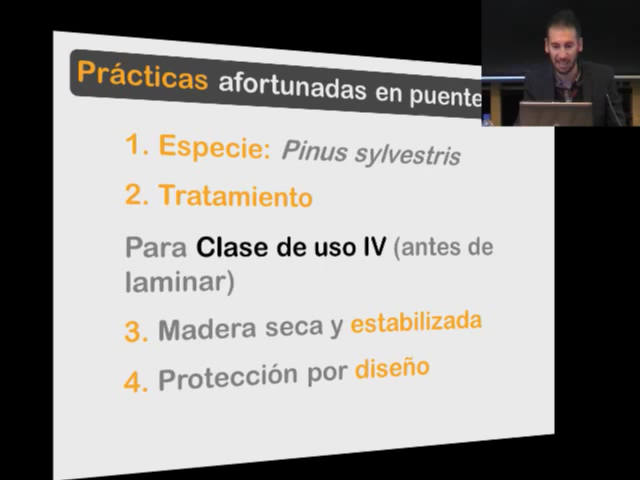 Prácticas afortunadas en puente
1. Especie: Pinus sylvestris
2. Tratamiento
Para Clase de uso IV (antes de
laminar)
3. Madera seca y estabilizada
4. Protección por diseño